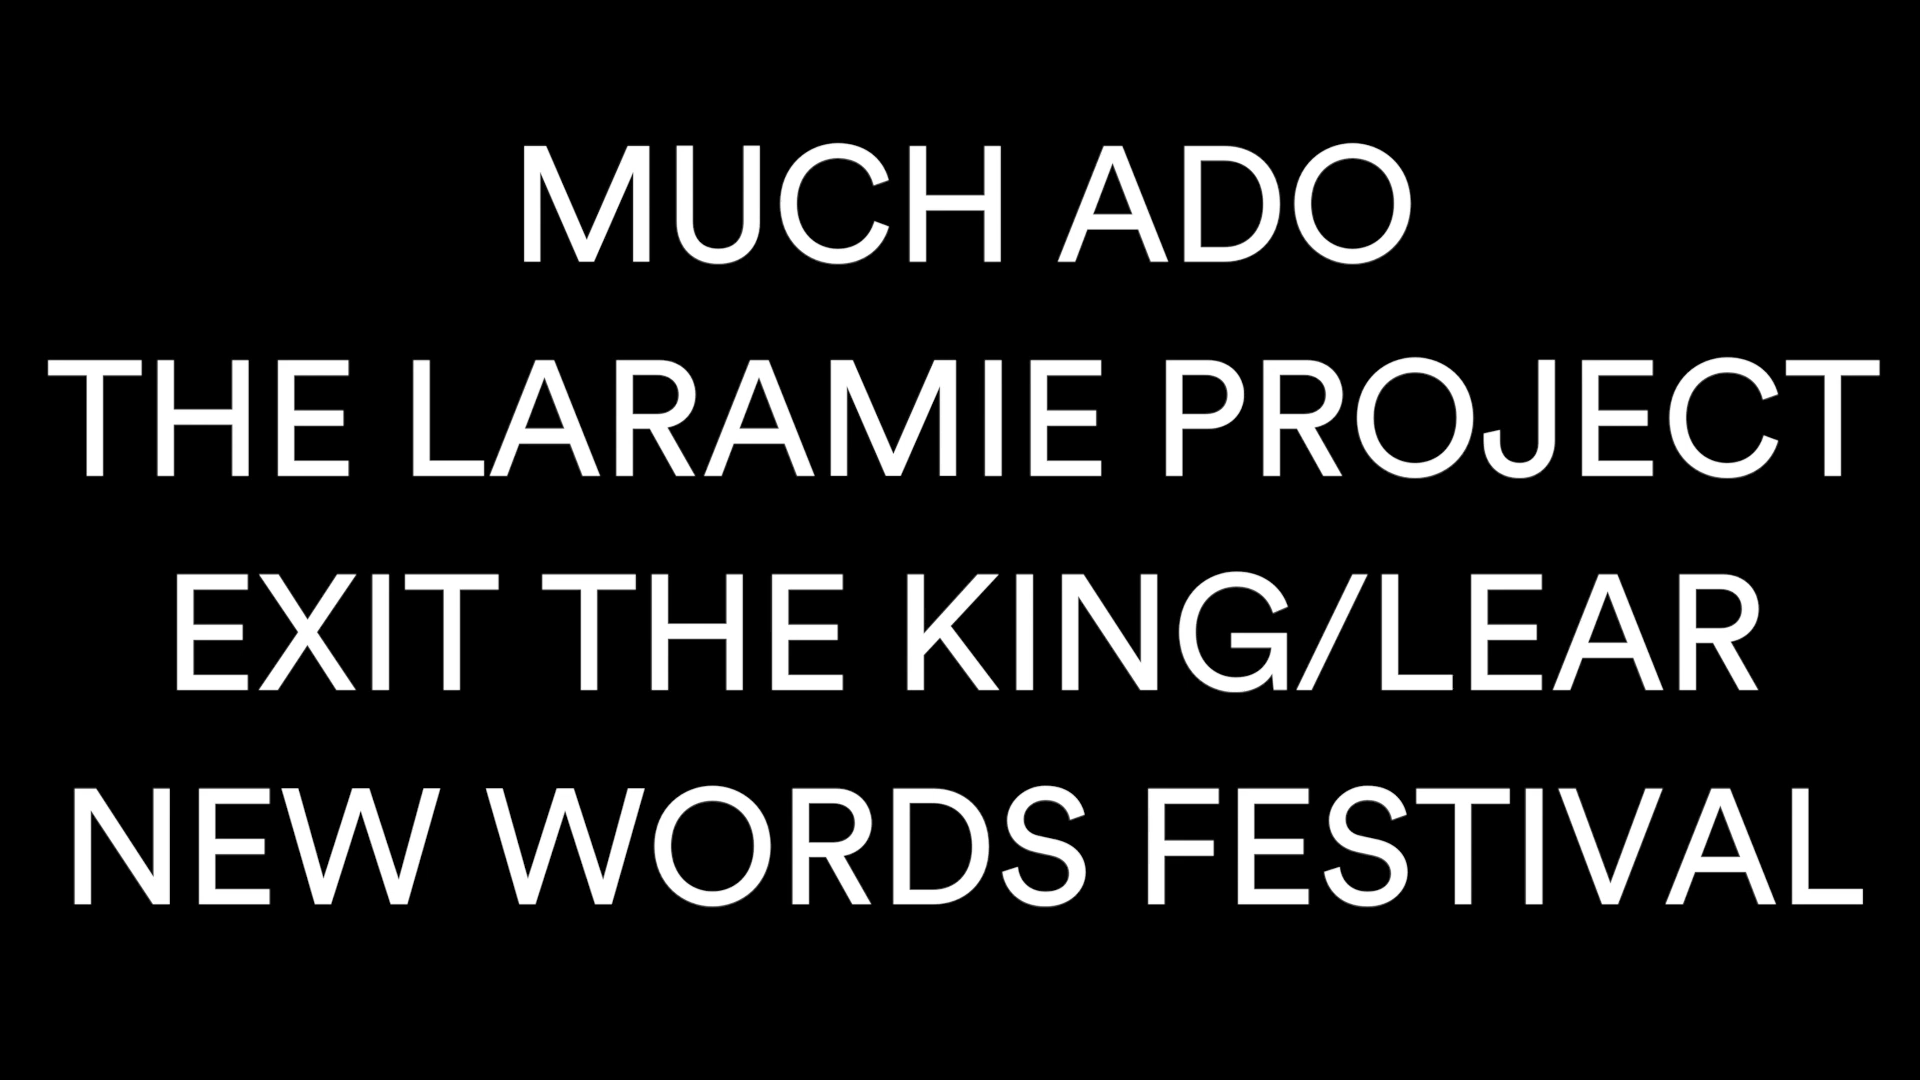 MUCH ADO
THE LARAMIE PROJECT
EXIT THE KING/LEAR
NEW WORDS FESTIVAL